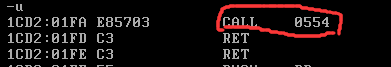 -u
1CD2:01FA E85703 CALL 0554
1CD2:01FD C3 RET
1CD2:01FE C3 RET